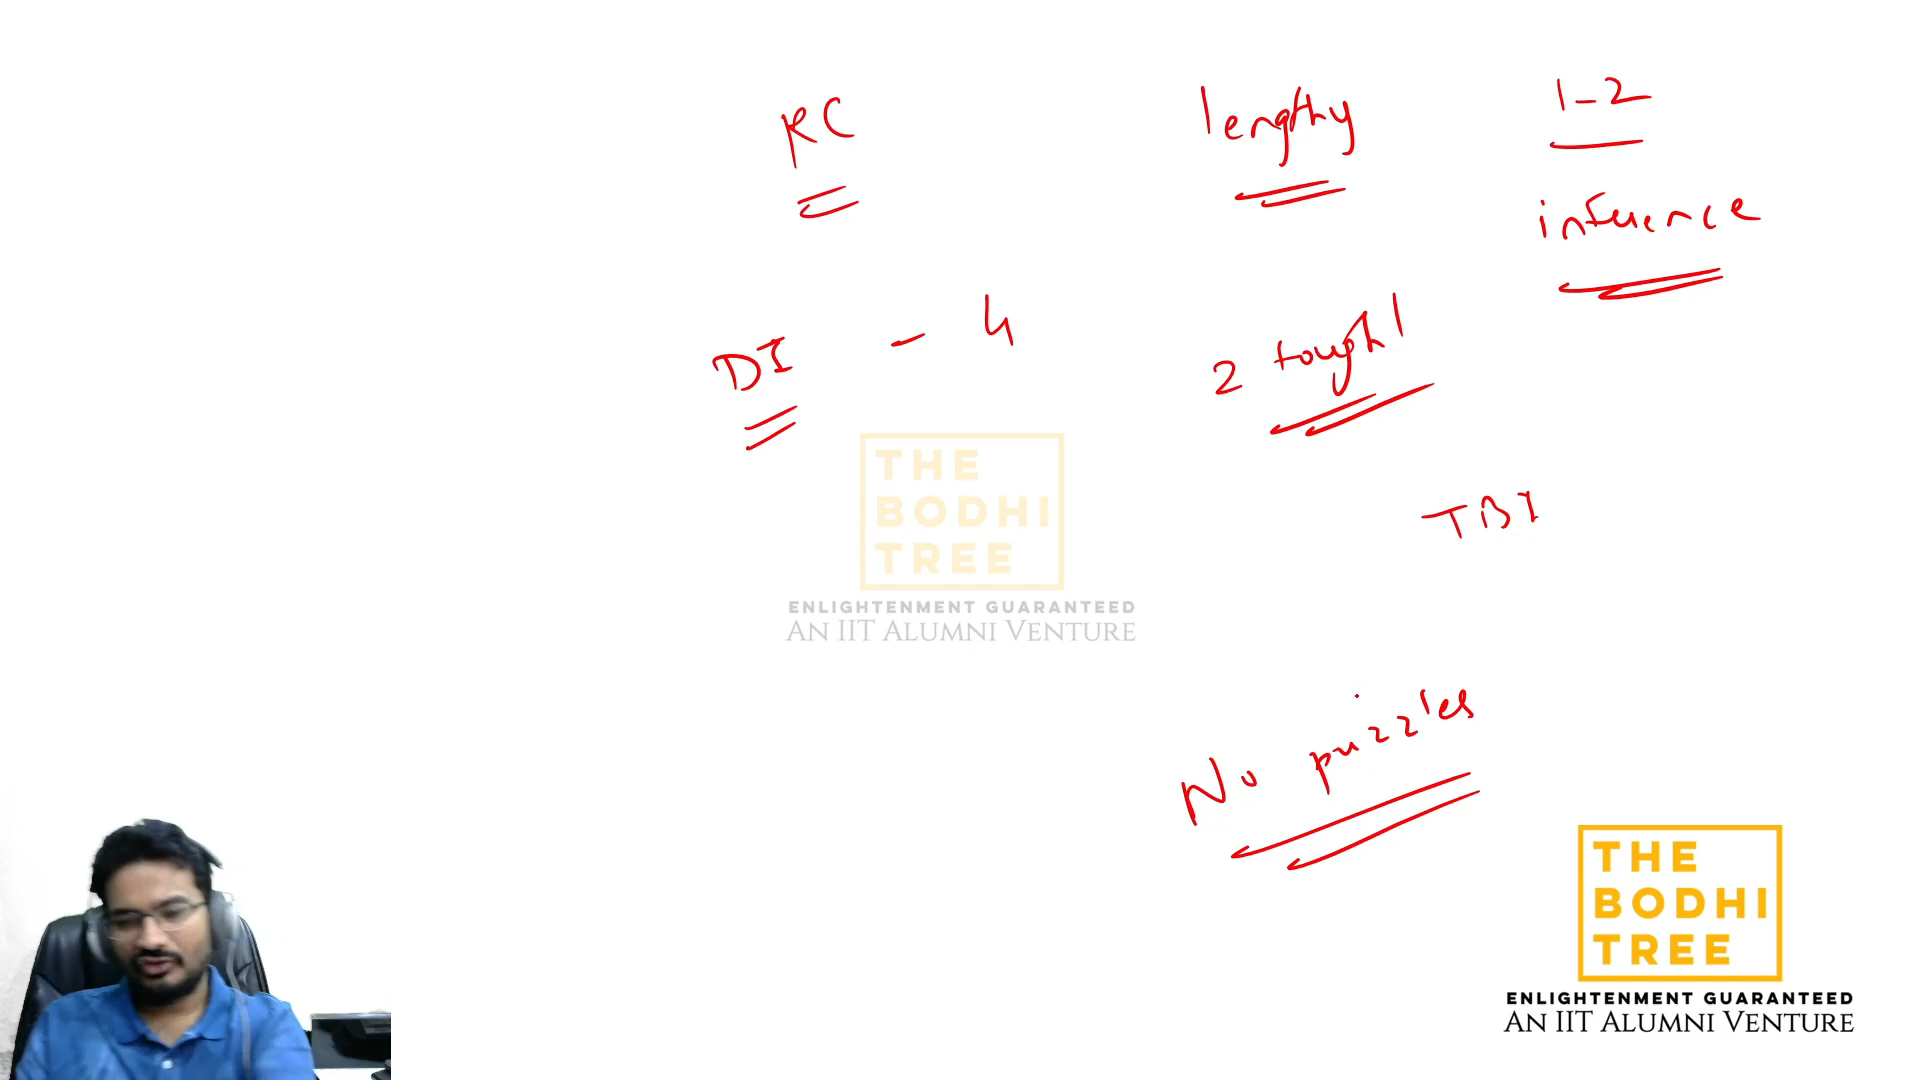 RC lengthy 1-2
inference
DI - 4 2 tough
TBI
No puzzles
THE
BODHI
TREE
ENLIGHTENMENT GUARANTEED
AN IIT ALUMNI VENTURE
THE
BODHI
TREE
ENLIGHTENMENT GUARANTEED
AN IIT ALUMNI VENTURE